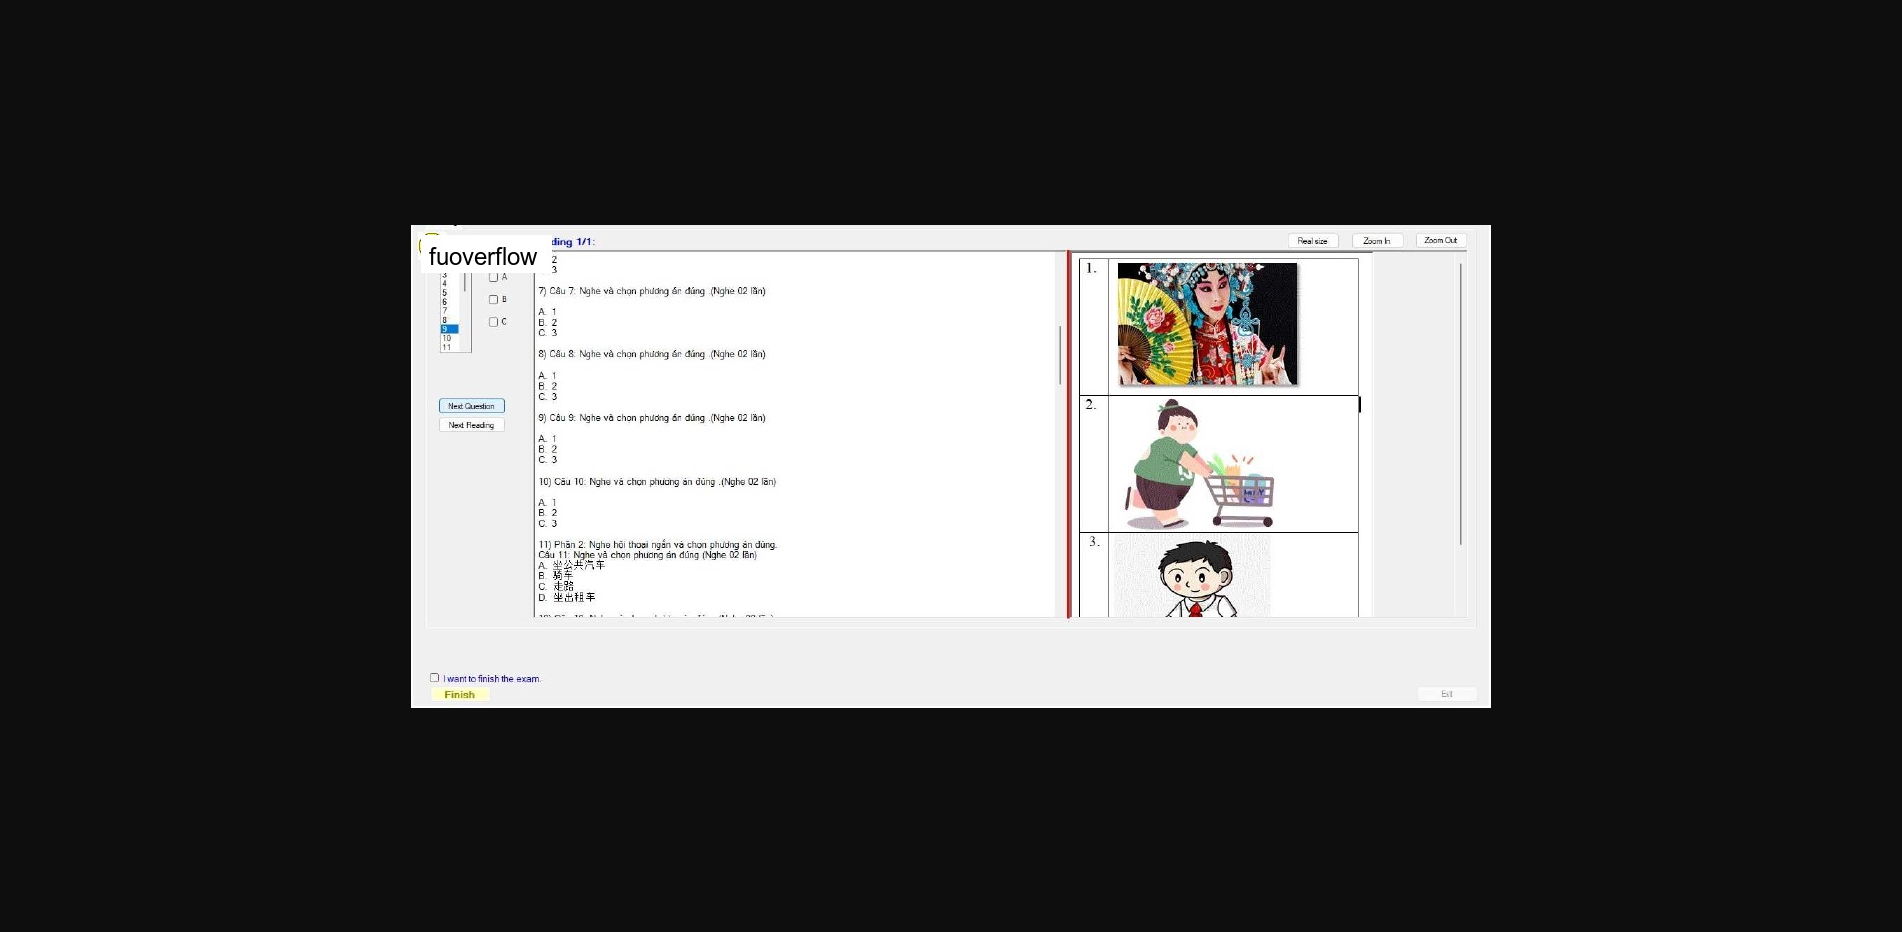 fuoverflow
ding 1/1:
Real size
Zoom In
Zoom Out
3
4
5
6
7
8
9
10
11
A
B
C
Next Question
Next Reading
2
3
7) Câu 7: Nghe và chọn phương án đúng .(Nghe 02 lần)
A. 1
B. 2
C. 3
8) Câu 8: Nghe và chọn phương án đúng .(Nghe 02 lần)
A. 1
B. 2
C. 3
9) Câu 9: Nghe và chọn phương án đúng .(Nghe 02 lần)
A. 1
B. 2
C. 3
10) Câu 10: Nghe và chọn phương án đúng .(Nghe 02 lần)
A. 1
B. 2
C. 3
11) Phần 2: Nghe hội thoại ngắn và chọn phương án đúng.
Câu 11: Nghe và chọn phương án đúng (Nghe 02 lần)
A. 坐公共汽车
B. 骑车
C. 走路
D. 坐出租车
1.
2.
3.
I want to finish the exam.
Finish
Exit